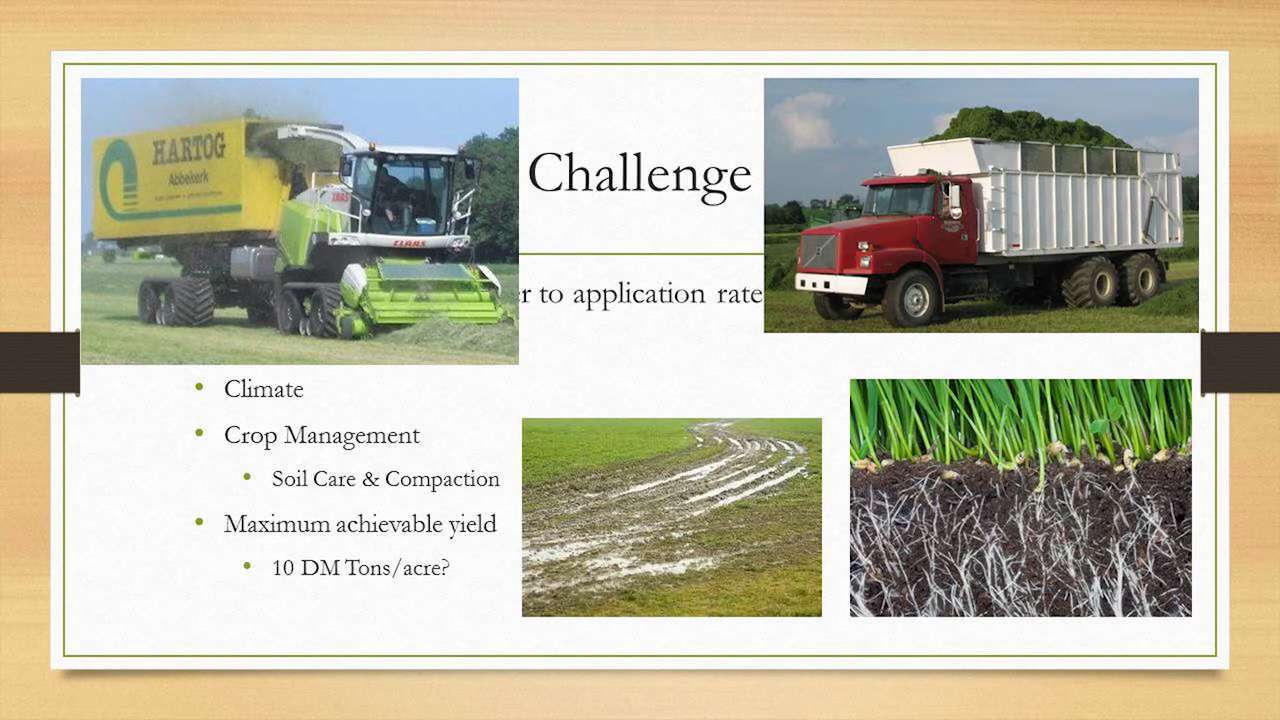 HARTOG
Abbekerk
CLAAS
Challenge
to application rate
• Climate
• Crop Management
• Soil Care & Compaction
• Maximum achievable yield
• 10 DM Tons/acre?